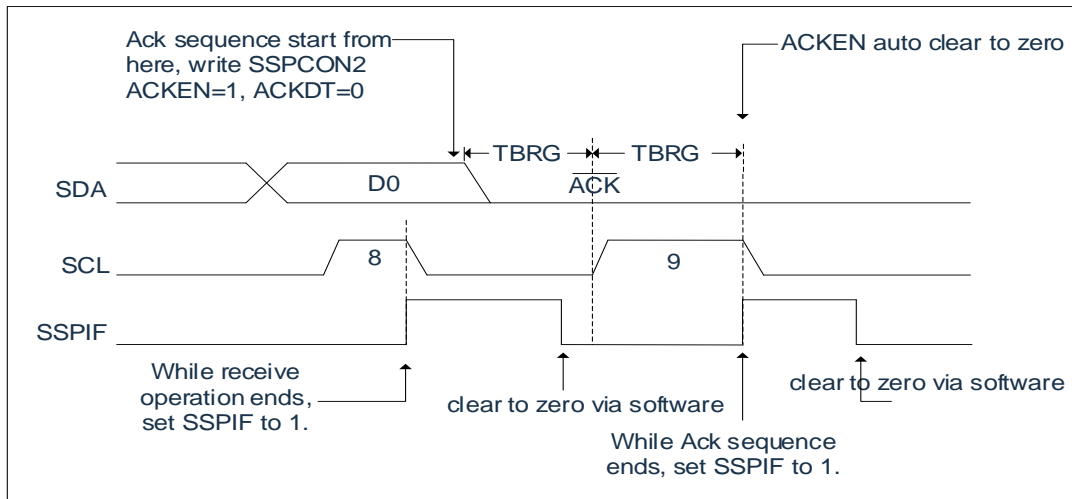 Ack sequence start from
here, write SSPCON2
ACKEN=1, ACKDT=0
ACKEN auto clear to zero
TBRG
TBRG
SDA
D0
ACK
SCL
8
9
SSPIF
While receive
operation ends,
set SSPIF to 1.
clear to zero via software
While Ack sequence
ends, set SSPIF to 1.
clear to zero via software